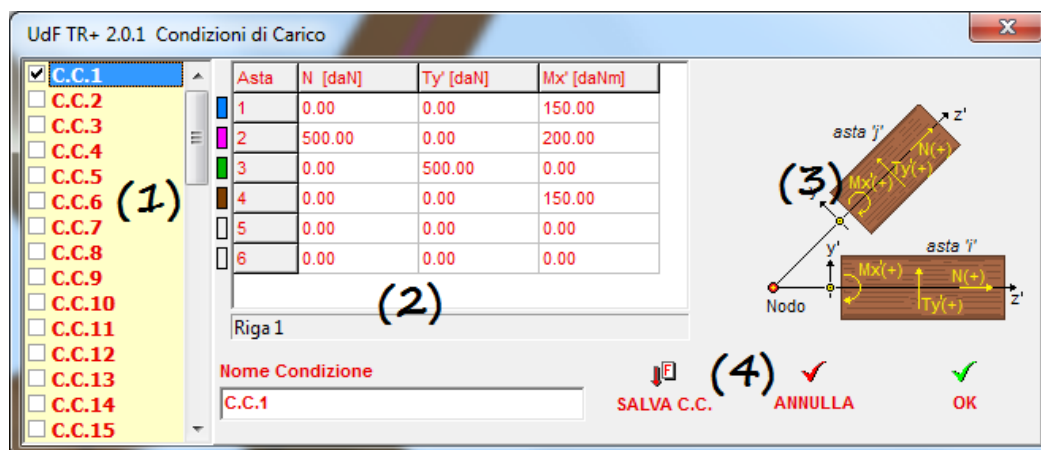 UdF TR+ 2.0.1 Condizioni di Carico
C.C.1
C.C.2
C.C.3
C.C.4
C.C.5
C.C.6
C.C.7
C.C.8
C.C.9
C.C.10
C.C.11
C.C.12
C.C.13
C.C.14
C.C.15
(1)
Asta N [daN] Ty' [daN] Mx' [daNm]
1 0.00 0.00 150.00
2 500.00 0.00 200.00
3 0.00 500.00 0.00
4 0.00 0.00 150.00
5 0.00 0.00 0.00
6 0.00 0.00 0.00
(2)
Riga 1
Nome Condizione
C.C.1
z'
asta 'j'
N(+)
Ty'(+)
Mx'(+)
(3)
y'
asta 'i'
Mx'(+)
N(+)
Ty'(+)
z'
Nodo
F
(4)
SALVA C.C.
ANNULLA
OK